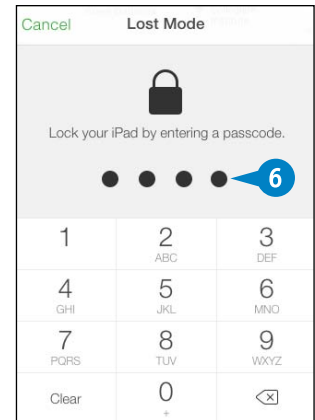 Cancel Lost Mode
Lock your iPad by entering a passcode.
6
1 2 3
ABC DEF
4 5 6
GHI JKL MNO
7 8 9
PQRS TUV WXYZ
Clear 0
+